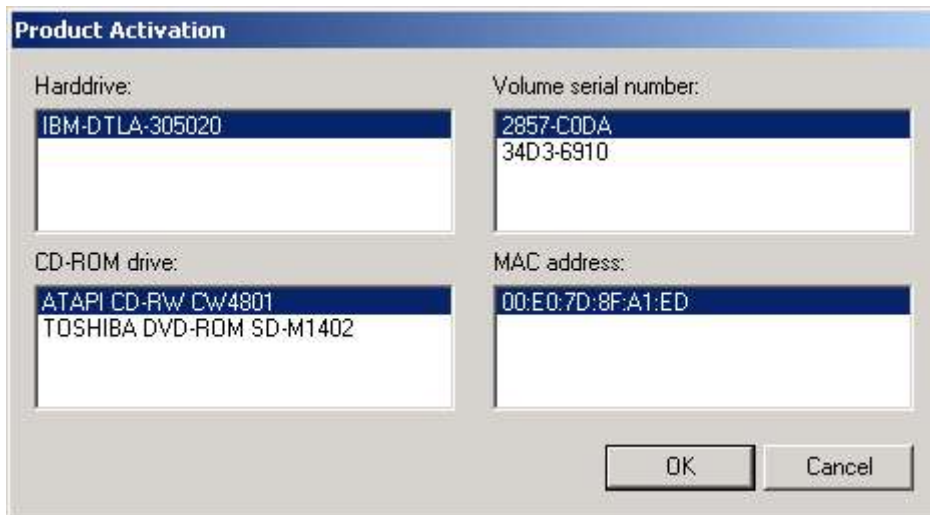 Product Activation
Harddrive:
IBM-DTLA-305020
Volume serial number:
2857-C0DA
34D3-6910
CD-ROM drive:
ATAPI CD-RW CW4801
TOSHIBA DVD-ROM SD-M1402
MAC address:
00:E0:7D:8F:A1:ED
OK
Cancel